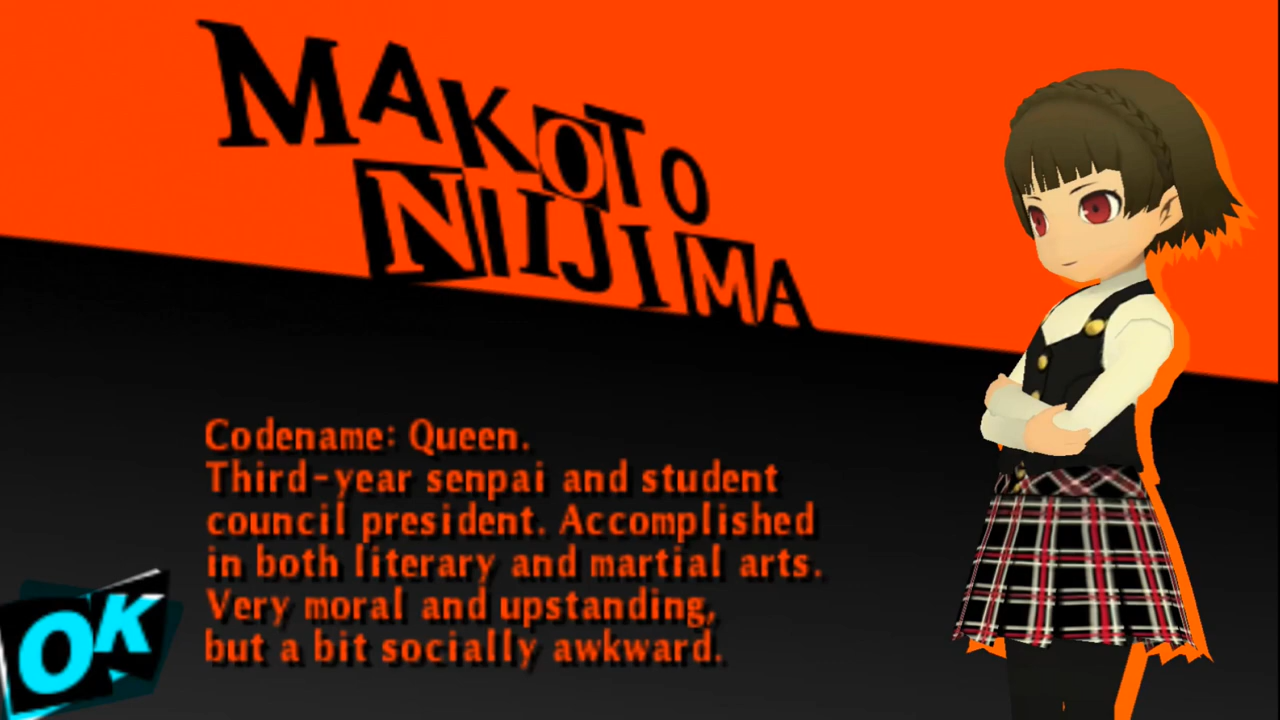 MAKOTO
NIIJIMA
Codename: Queen.
Third-year senpai and student
council president. Accomplished
in both literary and martial arts.
Very moral and upstanding,
but a bit socially awkward.
OK